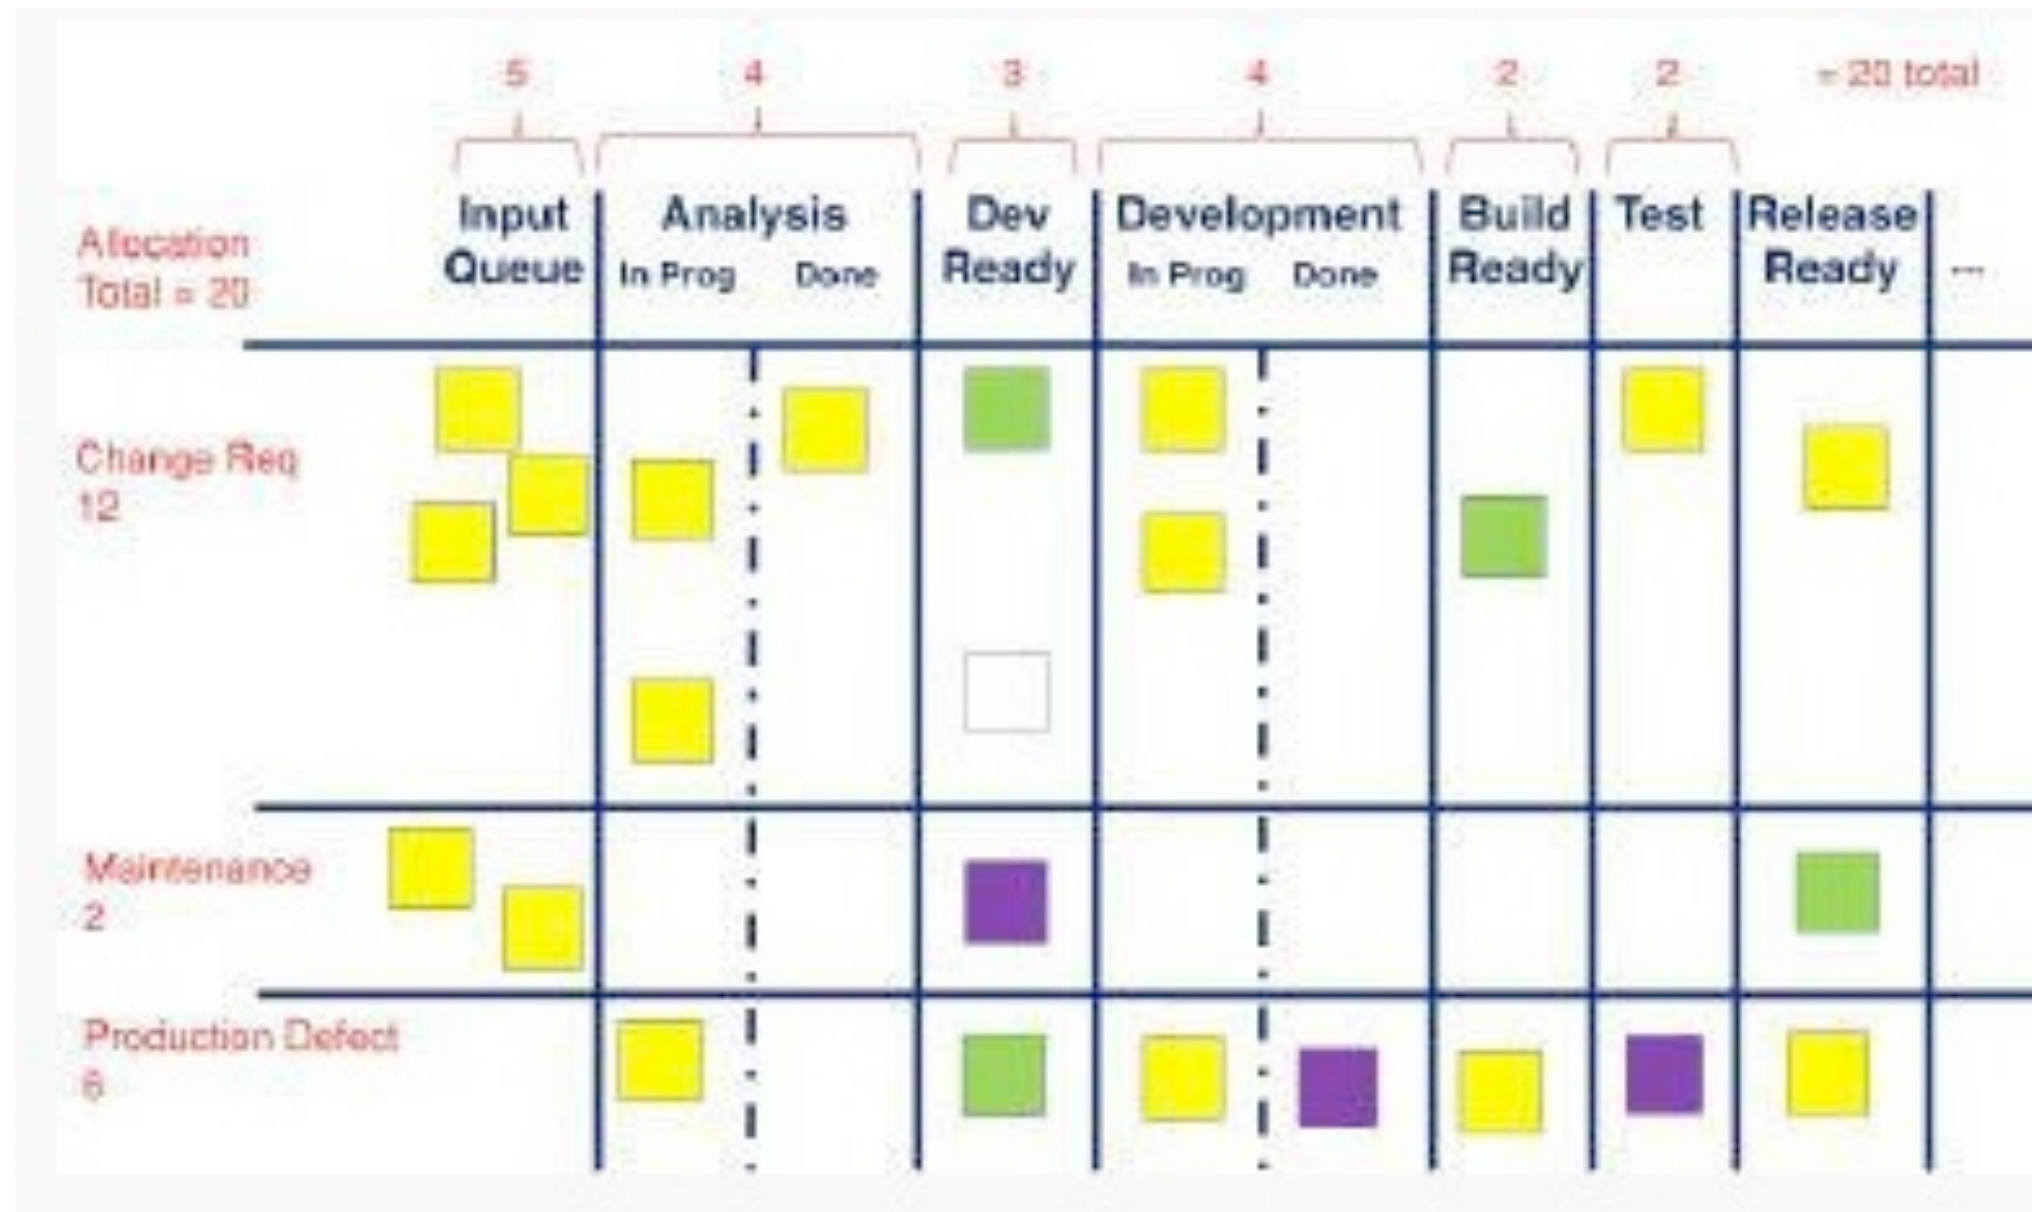 5 4 3 4 2 2 = 20 total
Input Analysis Dev Development Build Test Release
Queue In Prog Done Ready In Prog Done Ready Ready ...
Allocation
Total = 20
Change Req
12
Maintenance
2
Production Defect
6